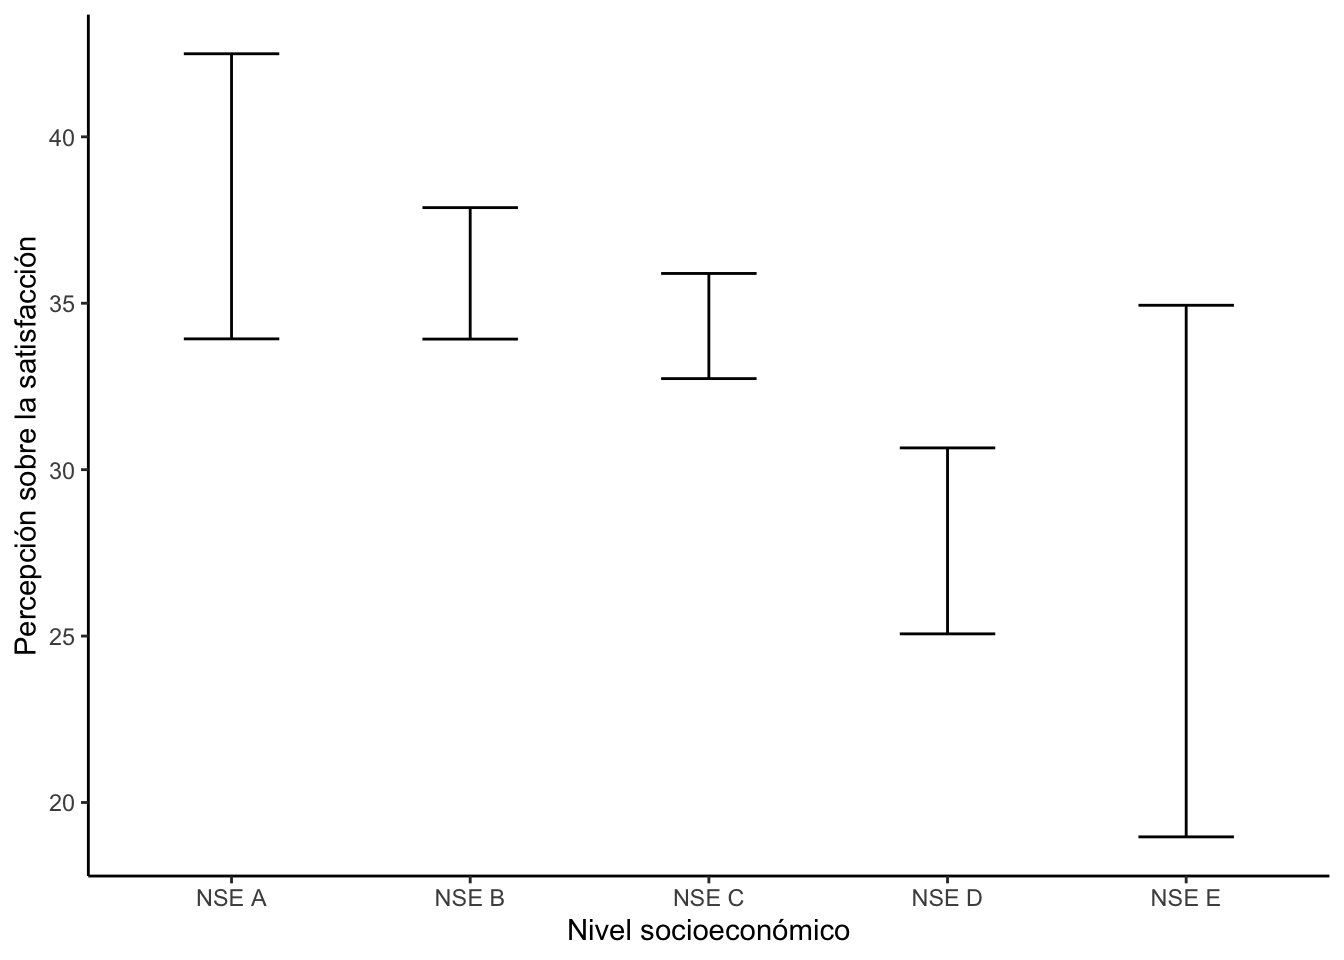 Percepción sobre la satisfacción
40
35
30
25
20
NSE A
NSE B
NSE C
NSE D
NSE E
Nivel socioeconómico